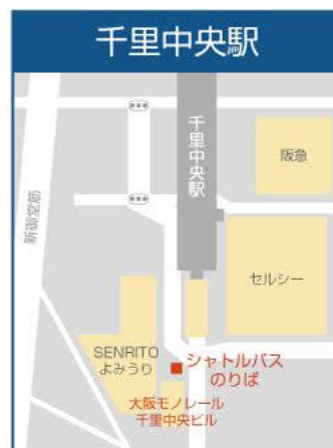 千里中央駅
千里中央駅
阪急
新御堂筋
セルシー
SENRITO
よみうり
シャトルバス
のりば
大阪モノレール
千里中央ビル